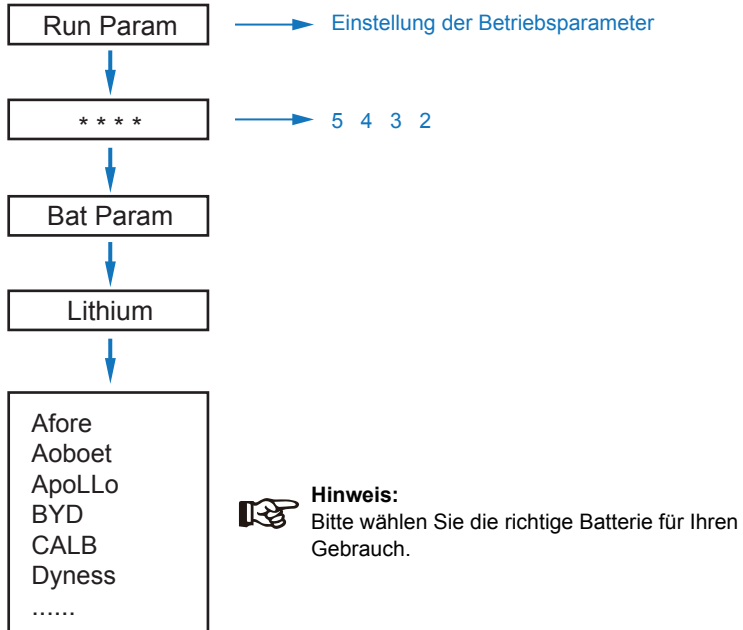 Run Param
Einstellung der Betriebsparameter
* * * *
5 4 3 2
Bat Param
Lithium
Afore
Aoboet
ApoLLo
BYD
CALB
Dyness
......
Hinweis:
Bitte wählen Sie die richtige Batterie für Ihren
Gebrauch.